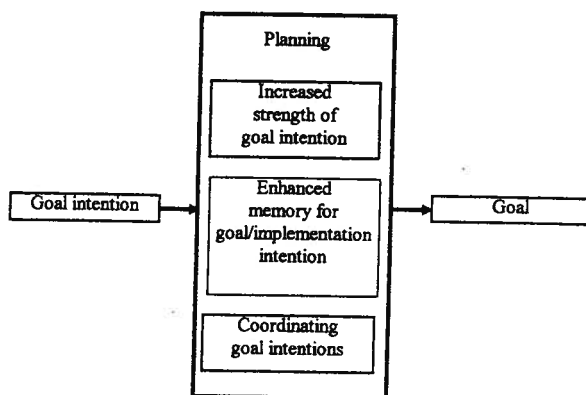 Planning
Increased
strength of
goal intention
Goal intention
Enhanced
memory for
goal/implementation
intention
Goal
Coordinating
goal intentions